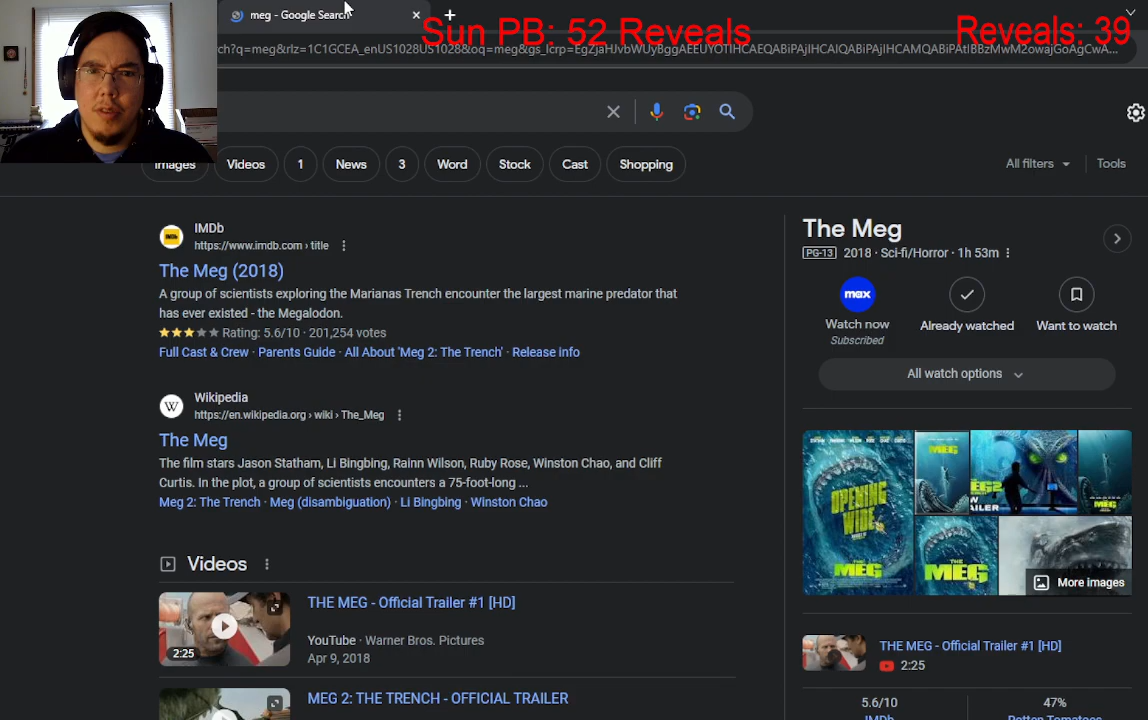 meg - Google Search
Sun PB: 52 Reveals
Reveals: 39
Images
Videos
1
News
3
Word
Stock
Cast
Shopping
All filters
Tools
IMDb
https://www.imdb.com › title
The Meg (2018)
A group of scientists exploring the Marianas Trench encounter the largest marine predator that
has ever existed - the Megalodon.
Rating: 5.6/10 · 201,254 votes
Full Cast & Crew · Parents Guide · All About 'Meg 2: The Trench' · Release info
W
Wikipedia
https://en.wikipedia.org › wiki › The_Meg
The Meg
The film stars Jason Statham, Li Bingbing, Rainn Wilson, Ruby Rose, Winston Chao, and Cliff
Curtis. In the plot, a group of scientists encounters a 75-foot-long ...
Meg 2: The Trench · Meg (disambiguation) · Li Bingbing · Winston Chao
Videos
2:25
THE MEG - Official Trailer #1 [HD]
YouTube · Warner Bros. Pictures
Apr 9, 2018
MEG 2: THE TRENCH - OFFICIAL TRAILER
The Meg
PG-13 2018 · Sci-fi/Horror · 1h 53m
max
Watch now
Subscribed
Already watched
Want to watch
All watch options
OPENING
WIDE
THE
MEG
More images
THE MEG - Official Trailer #1 [HD]
2:25
5.6/10
IMDb
47%
Rotten Tomatoes